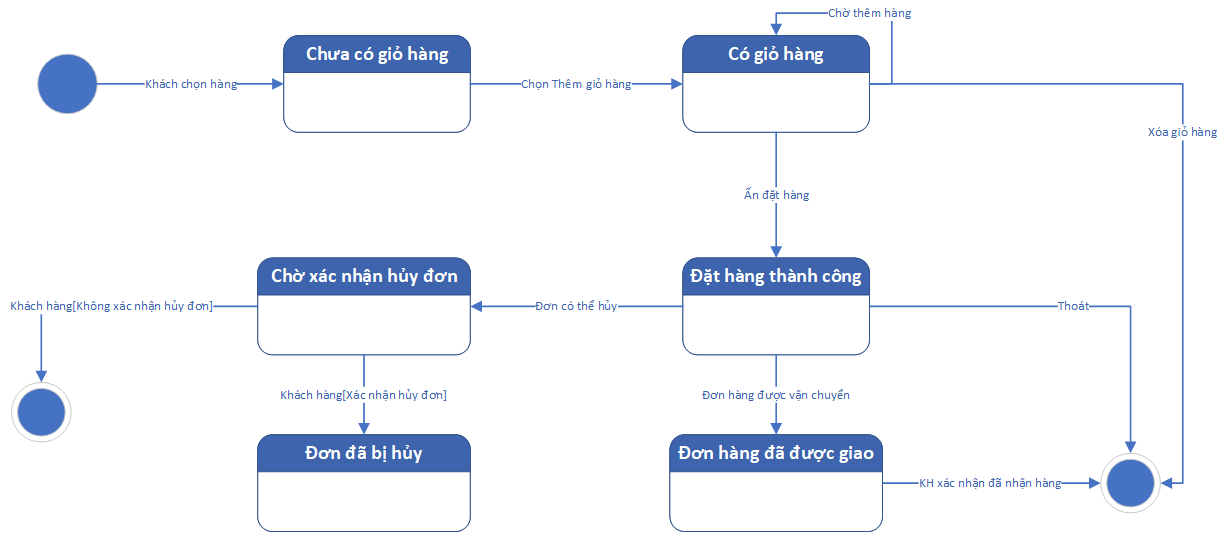 Chờ thêm hàng
Chưa có giỏ hàng
Có giỏ hàng
Khách chọn hàng
Chọn Thêm giỏ hàng
Xóa giỏ hàng
Ấn đặt hàng
Chờ xác nhận hủy đơn
Đặt hàng thành công
Khách hàng[Không xác nhận hủy đơn]
Đơn có thể hủy
Thoát
Khách hàng[Xác nhận hủy đơn]
Đơn hàng được vận chuyển
Đơn đã bị hủy
Đơn hàng đã được giao
KH xác nhận đã nhận hàng